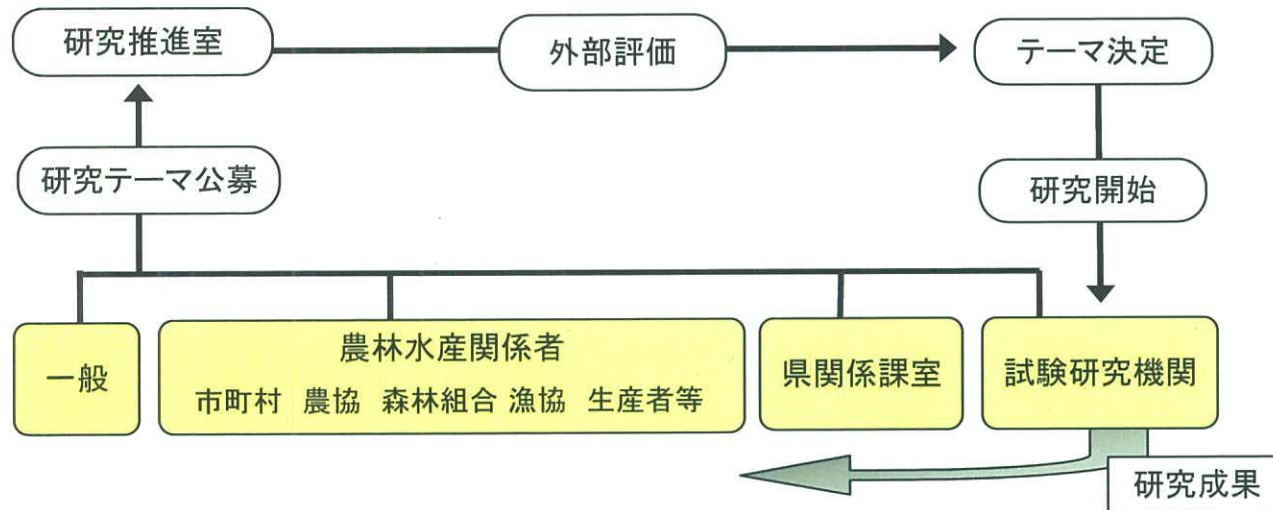 研究推進室
外部評価
テーマ決定
研究テーマ公募
研究開始
一般
農林水産関係者
市町村 農協 森林組合 漁協 生産者等
県関係課室
試験研究機関
研究成果